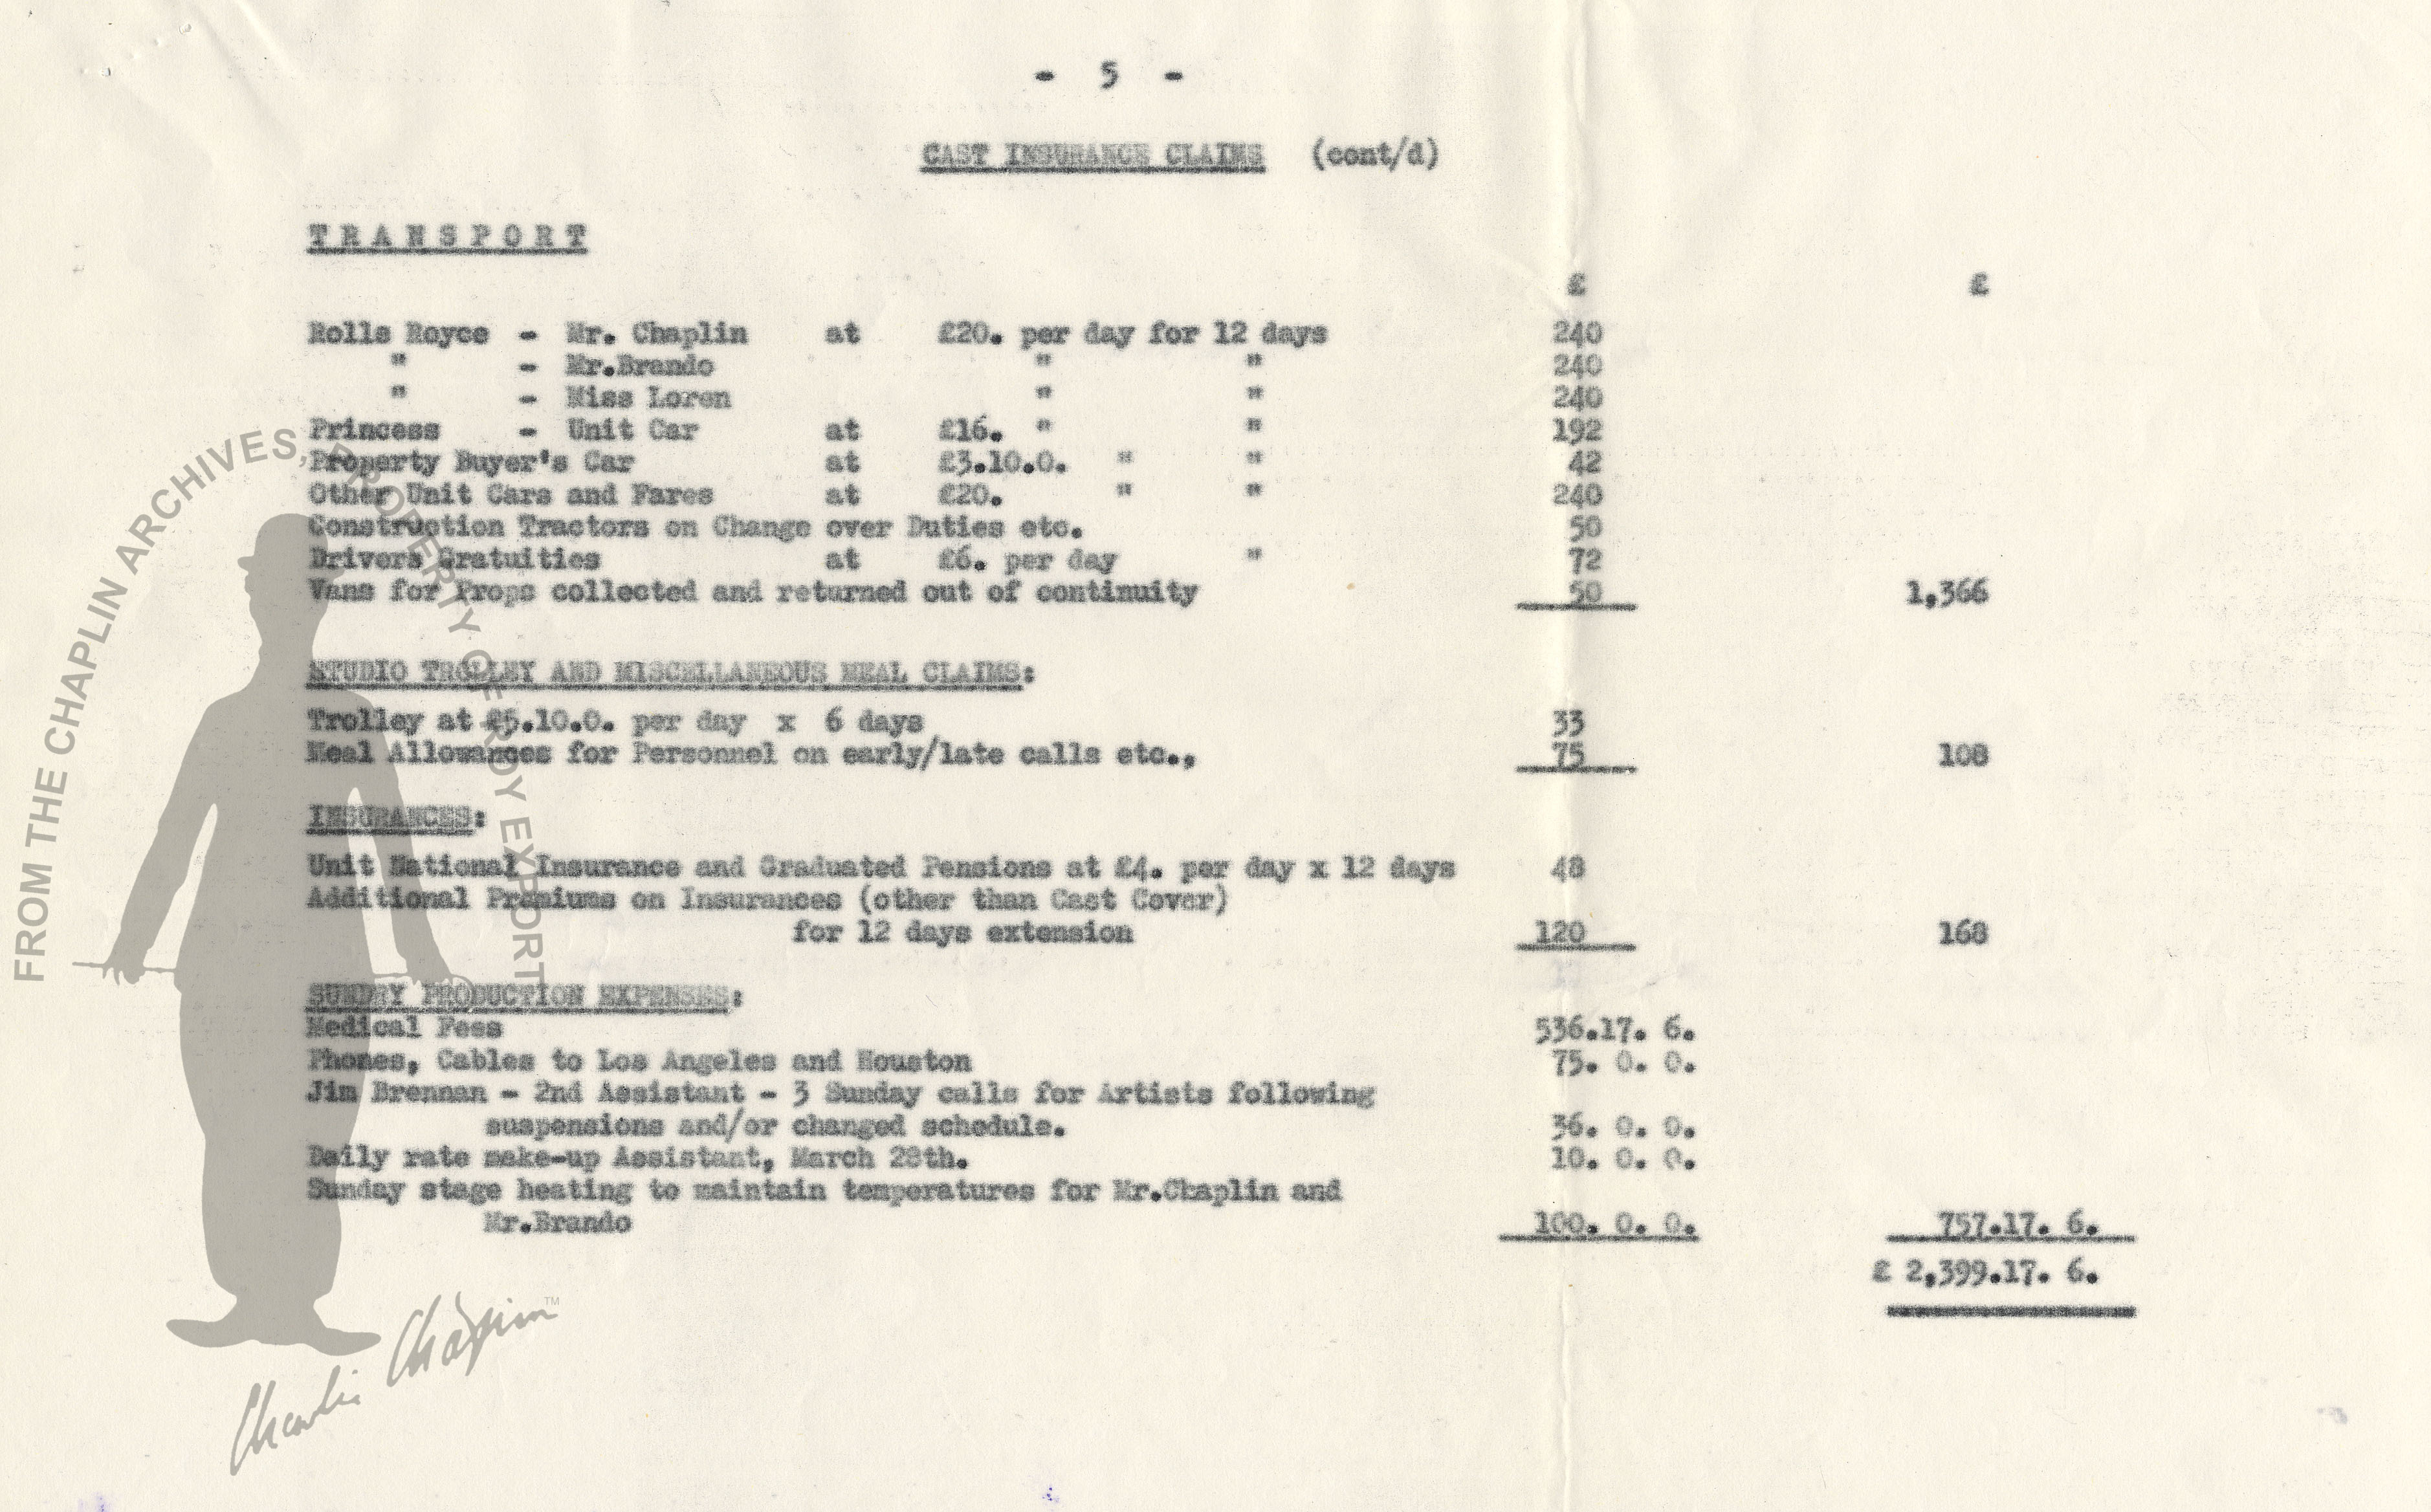 - 5 -
CAST INSURANCE CLAIMS (cont/d)
TRANSPORT
£ £
Rolls Royce - Mr. Chaplin at £20. per day for 12 days 240
" - Mr.Brando " " 240
" - Miss Loren " " 240
Princess - Unit Car at £16. " " 192
Property Buyer's Car at £3.10.0. " " 42
Other Unit Cars and Fares at £20. " " 240
Construction Tractors on Change over Duties etc. 50
Drivers Gratuities at £6. per day " 72
Vans for Props collected and returned out of continuity 50 1,366
STUDIO TROLLEY AND MISCELLANEOUS MEAL CLAIMS:
Trolley at £5.10.0. per day x 6 days 33
Meal Allowances for Personnel on early/late calls etc., 75 108
INSURANCES:
Unit National Insurance and Graduated Pensions at £4. per day x 12 days 48
Additional Premiums on Insurances (other than Cast Cover)
for 12 days extension 120 168
SUNDRY PRODUCTION EXPENSES:
Medical Fees 536.17. 6.
Phones, Cables to Los Angeles and Houston 75. 0. 0.
Jim Brennan - 2nd Assistant - 3 Sunday calls for Artists following
suspensions and/or changed schedule. 36. 0. 0.
Daily rate make-up Assistant, March 28th. 10. 0. 0.
Sunday stage heating to maintain temperatures for Mr.Chaplin and
Mr.Brando 100. 0. 0. 757.17. 6.
£ 2,399.17. 6.
FROM THE CHAPLIN ARCHIVES, PROPERTY OF ROY EXPORT
Charlie Chaplin™